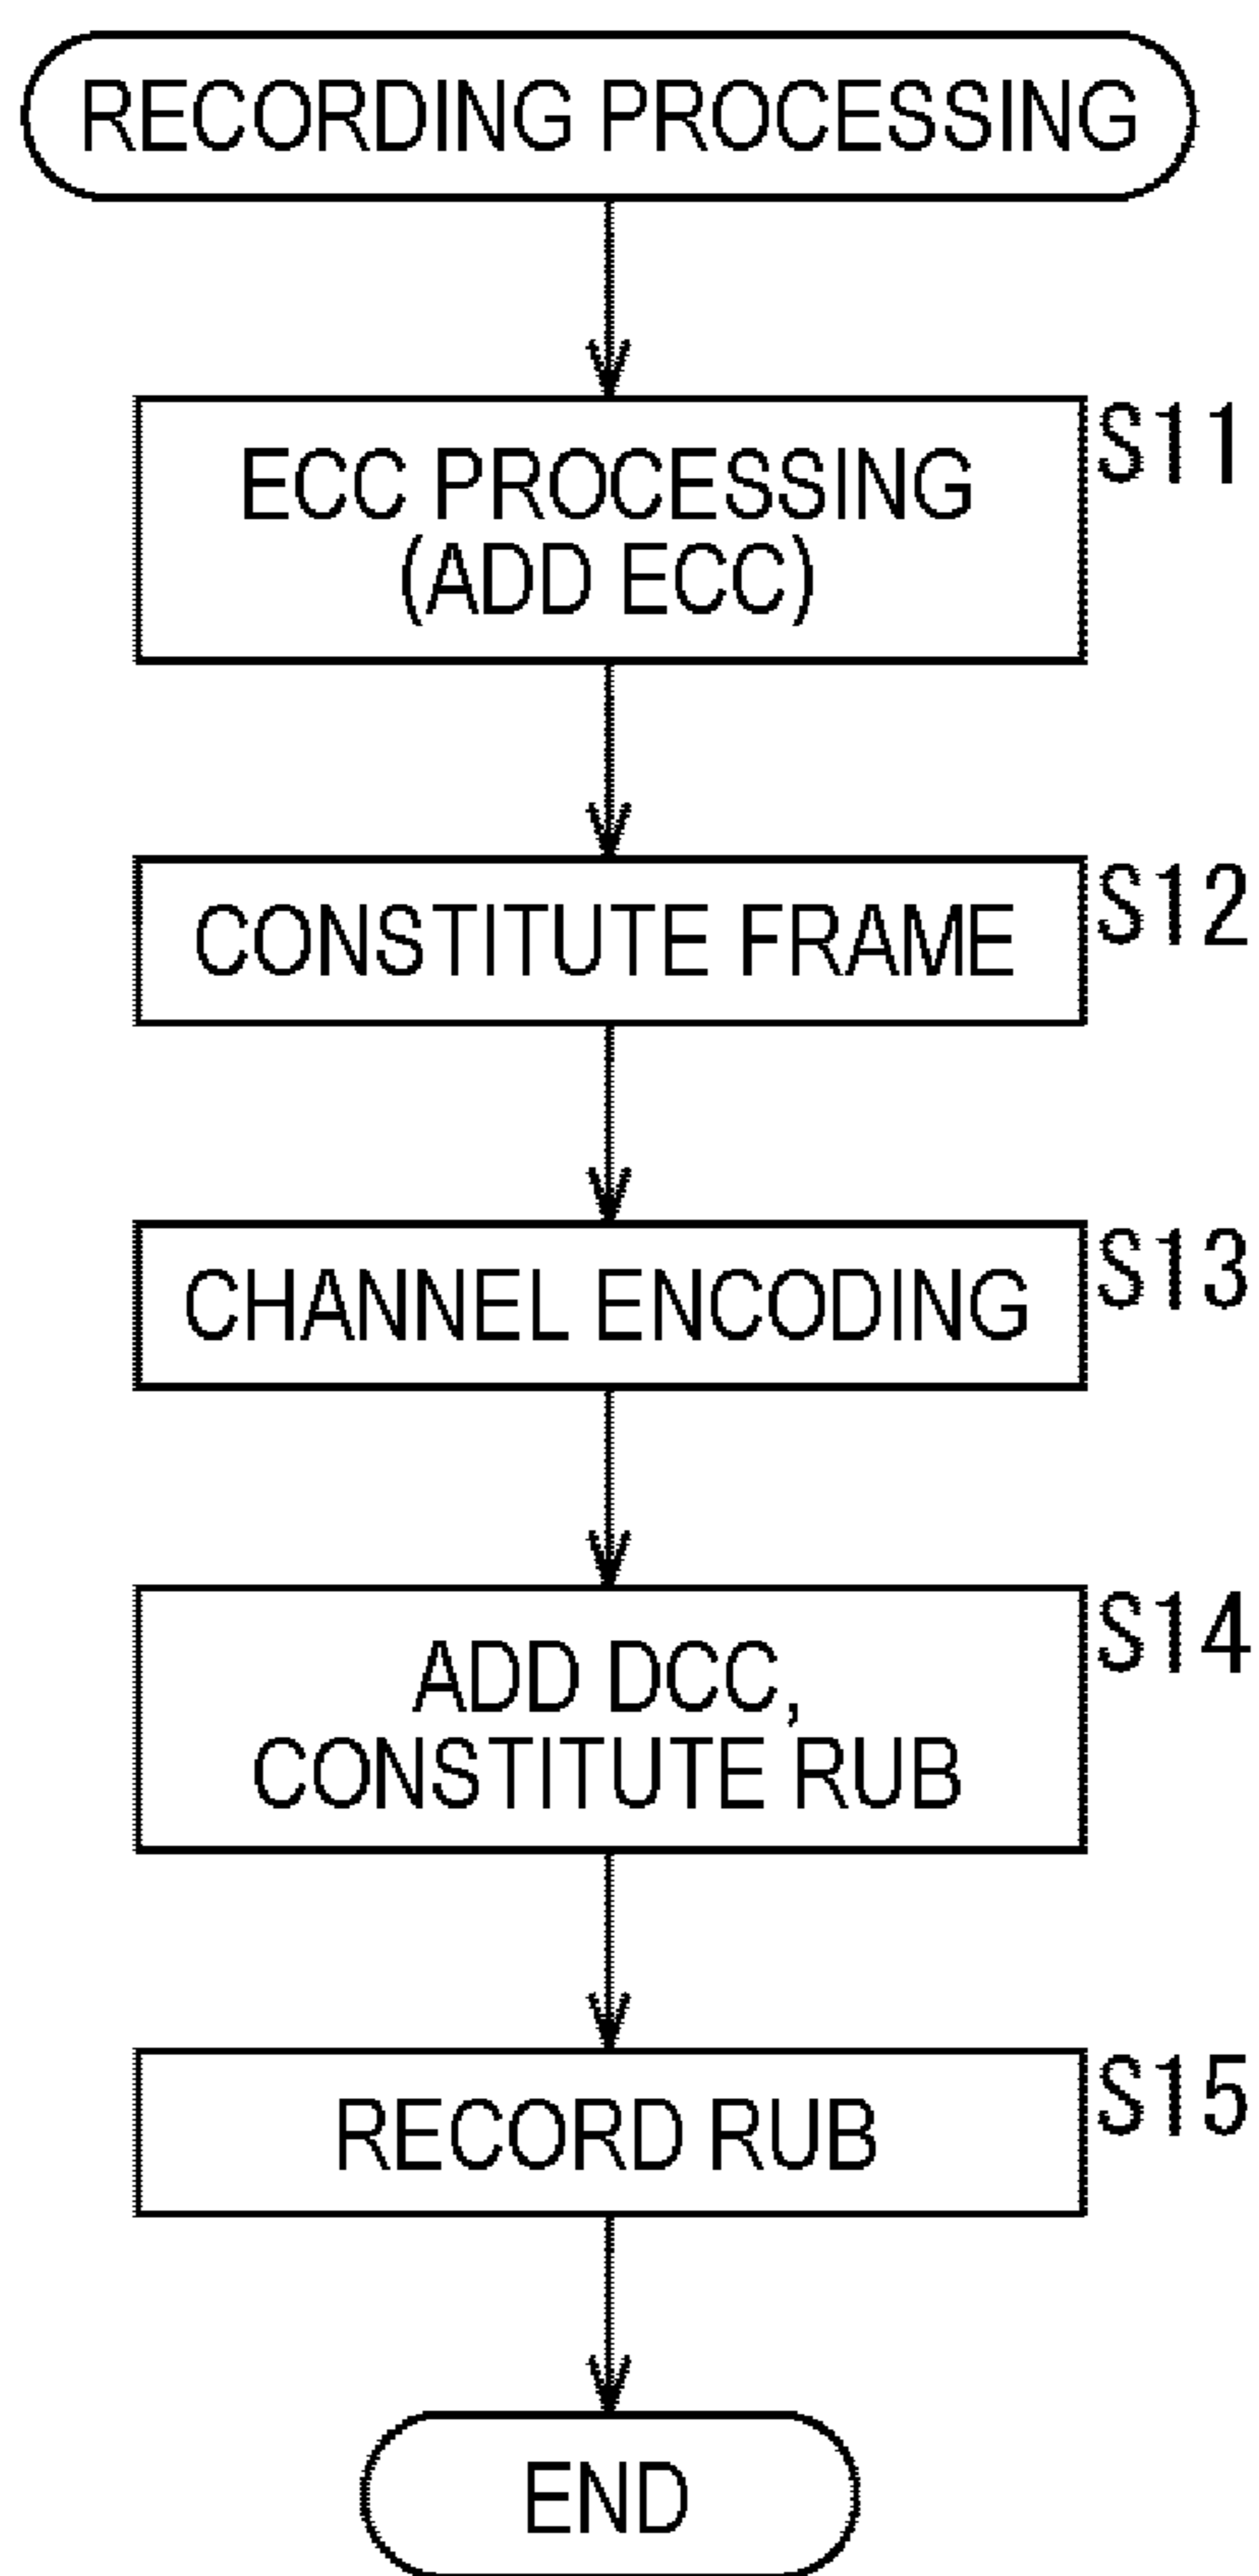 RECORDING PROCESSING
S11
ECC PROCESSING
(ADD ECC)
S12
CONSTITUTE FRAME
S13
CHANNEL ENCODING
S14
ADD DCC,
CONSTITUTE RUB
S15
RECORD RUB
END